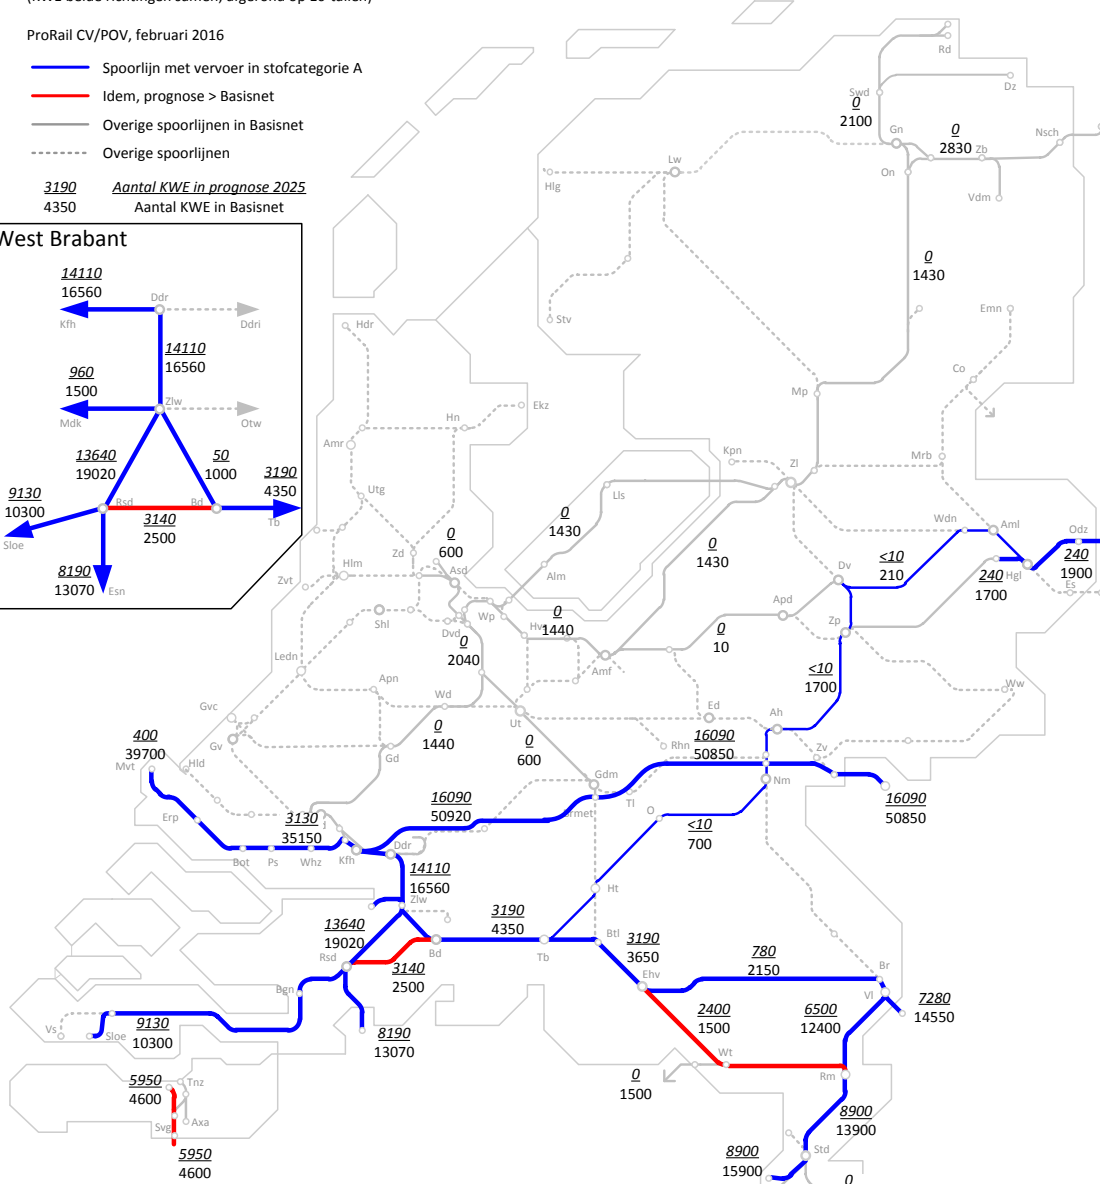 ProRail CV/POV, februari 2016
Spoorlijn met vervoer in stofcategorie A
Idem, prognose > Basisnet
Overige spoorlijnen in Basisnet
Overige spoorlijnen
3190 Aantal KWE in prognose 2025
4350 Aantal KWE in Basisnet
West Brabant
14110
16560
Ddr
Kfh
Ddri
14110
16560
960
1500
Zlw
Mdk
Otw
13640
19020
50
1000
3190
4350
9130
10300
Rsd
Bd
Tb
3140
2500
Sloe
8190
13070
Esn
Rd
Swd
Dz
0
2100
Gn
0
2830
Zb
Nsch
Lw
Hlg
On
Vdm
0
1430
Stv
Emn
Hdr
Co
Mp
Ekz
Hn
Amr
Kpn
Zl
Mrb
Utg
Lls
0
1430
Wdn
Aml
Odz
0
600
Zd
0
1430
<10
210
240
1900
Hlm
Asd
Alm
Dv
240
1700
Hgl
Es
Zvt
Shl
Wp
Apd
Dvd
Hvs
0
1440
Zp
0
2040
0
10
Ledn
Amf
<10
1700
Apn
Wd
Ww
Gvc
Ut
Ed
Ah
400
39700
Gv
0
1440
0
600
16090
50850
Rhn
Zv
Mvt
Hld
Gd
Gdm
Nm
16090
50850
Tl
16090
50920
Erp
3130
35150
O
<10
700
Bot
Ps
Whz
Kfh
Ddr
14110
16560
Ht
Zlw
13640
19020
3190
4350
Btl
3190
3650
Rsd
Bd
Tb
780
2150
3140
2500
Ehv
Br
Vl
Bgn
2400
1500
6500
12400
7280
14550
Vs
Sloe
9130
10300
8190
13070
Wt
Rm
0
1500
5950
4600
Tnz
Axa
Svg
8900
13900
5950
4600
8900
15900
Std
0